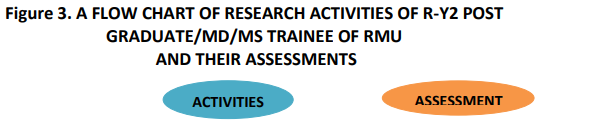 Figure 3. A FLOW CHART OF RESEARCH ACTIVITIES OF R-Y2 POST
GRADUATE/MD/MS TRAINEE OF RMU
AND THEIR ASSESSMENTS
ACTIVITIES
ASSESSMENT